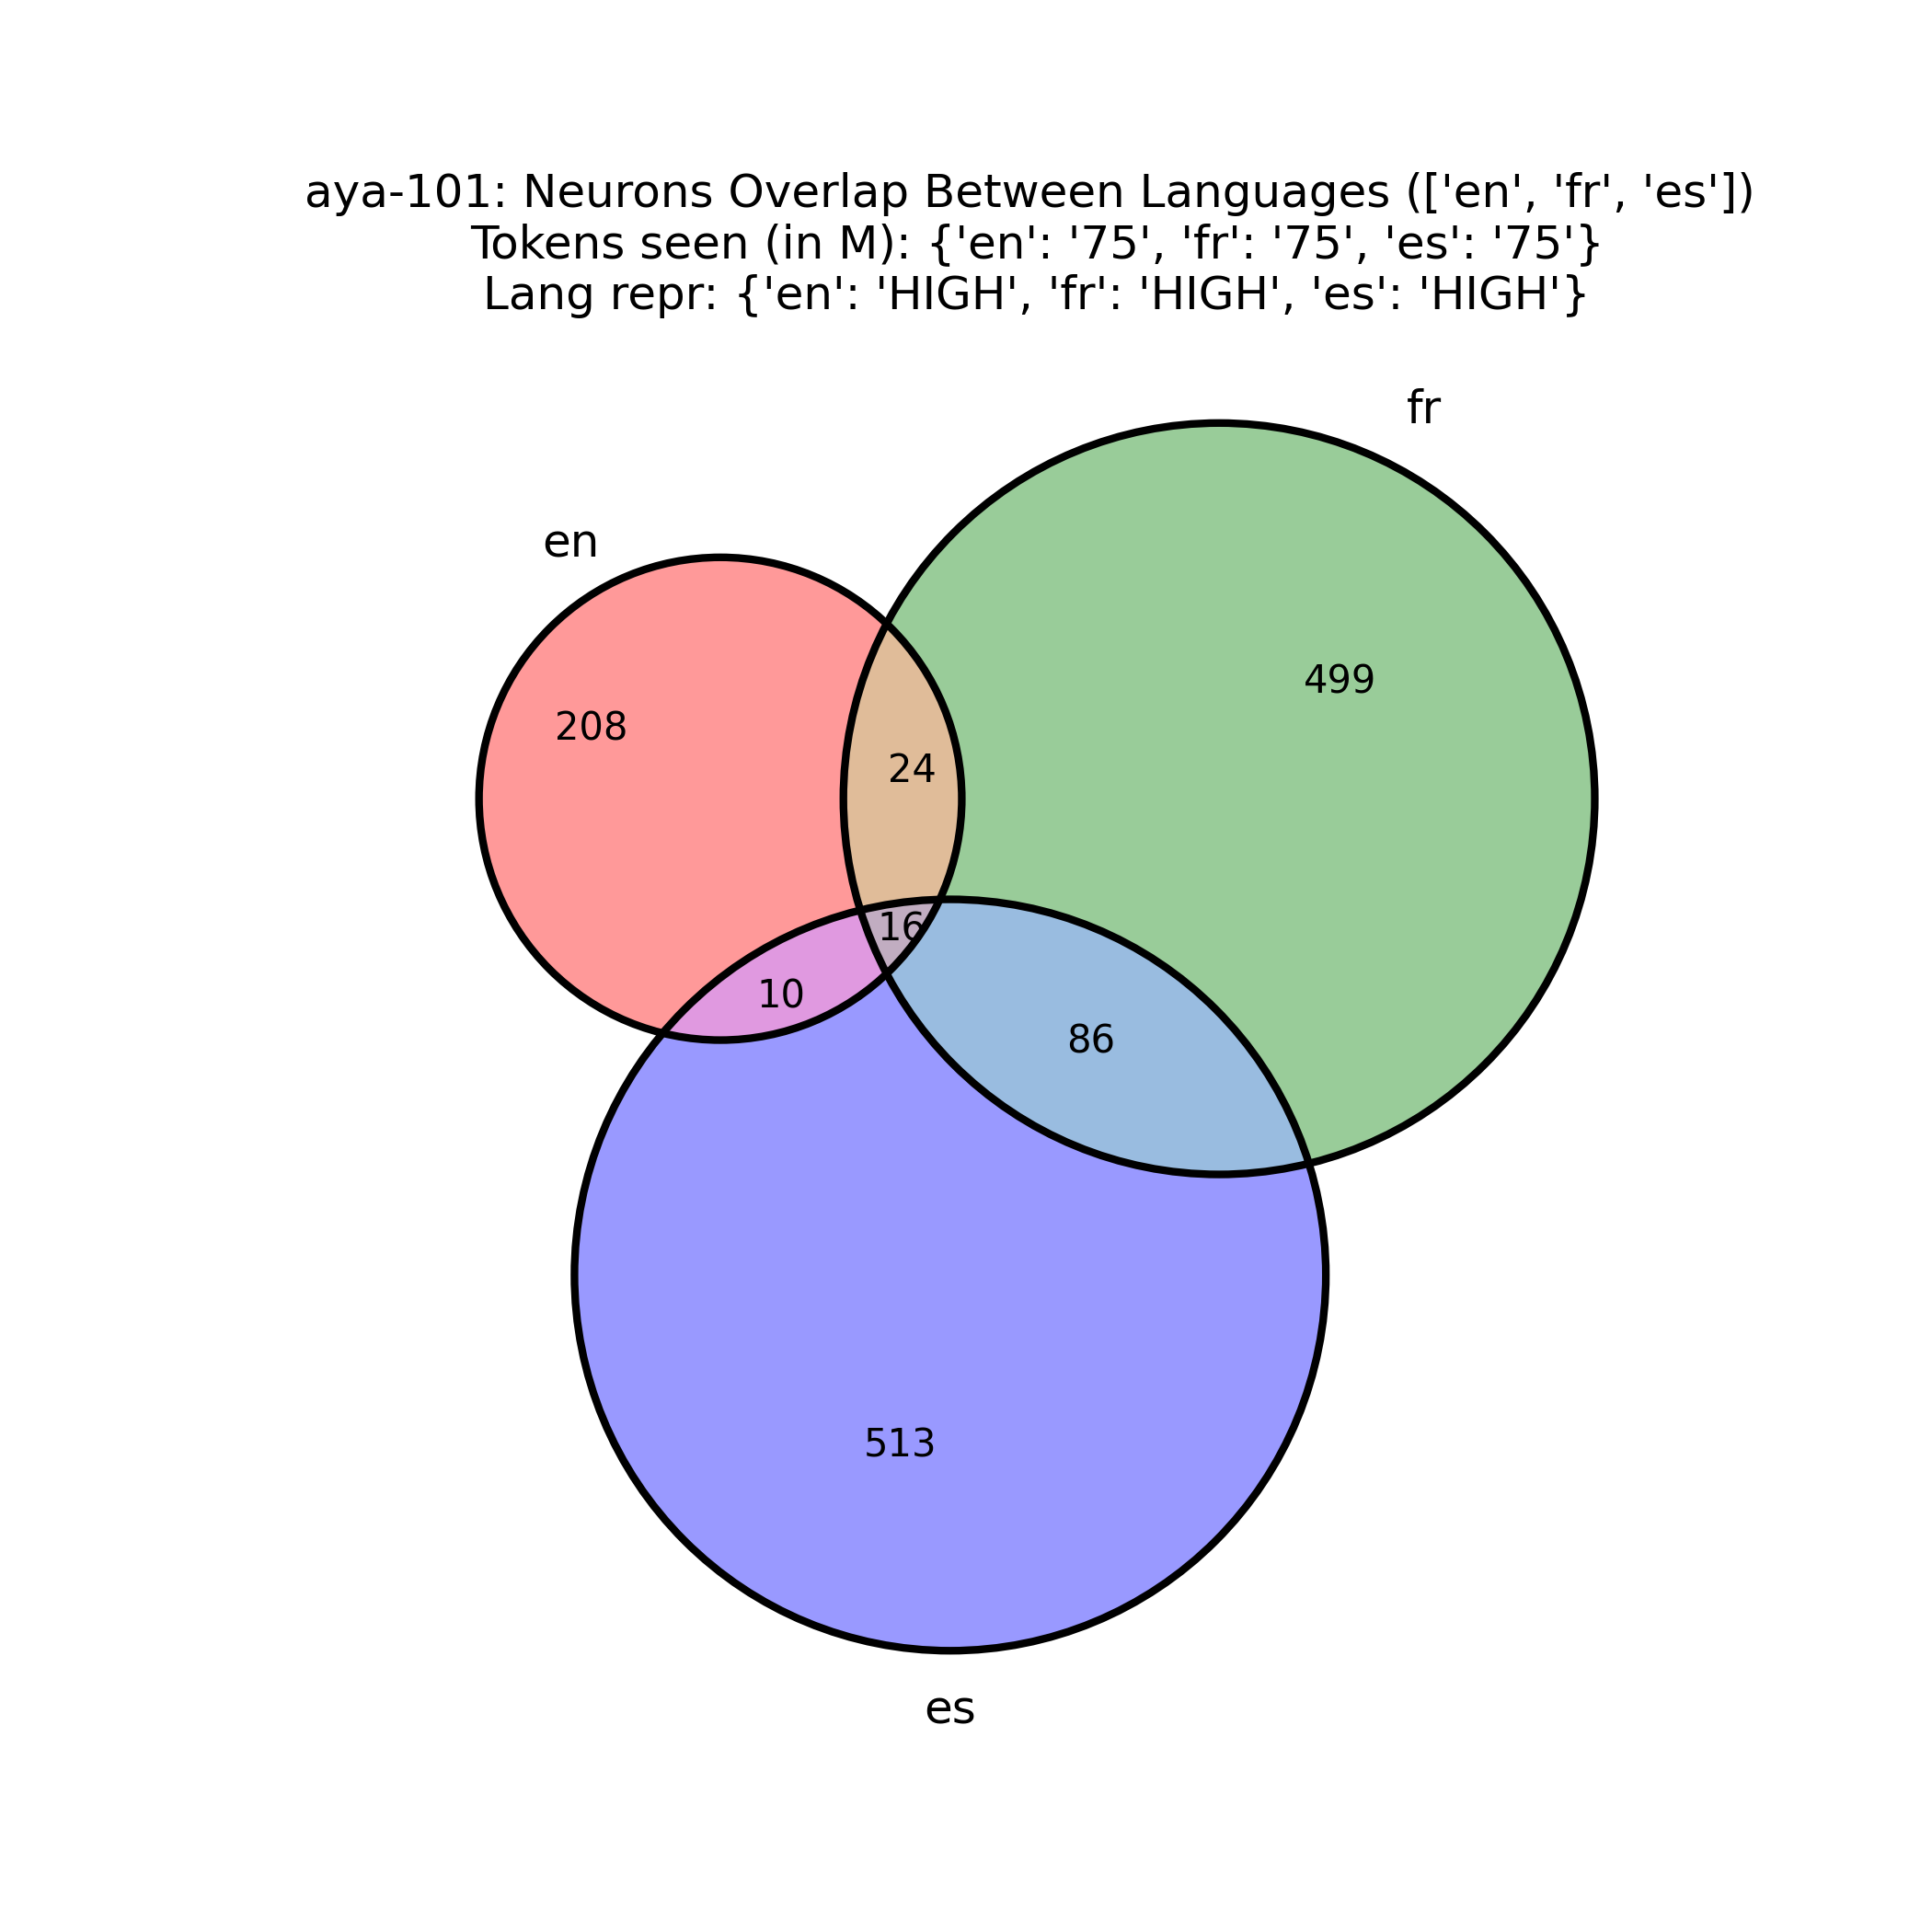 aya-101: Neurons Overlap Between Languages (['en', 'fr', 'es'])
Tokens seen (in M): {'en': '75', 'fr': '75', 'es': '75'}
Lang repr: {'en': 'HIGH', 'fr': 'HIGH', 'es': 'HIGH'}
fr
en
499
208
24
16
10
86
513
es